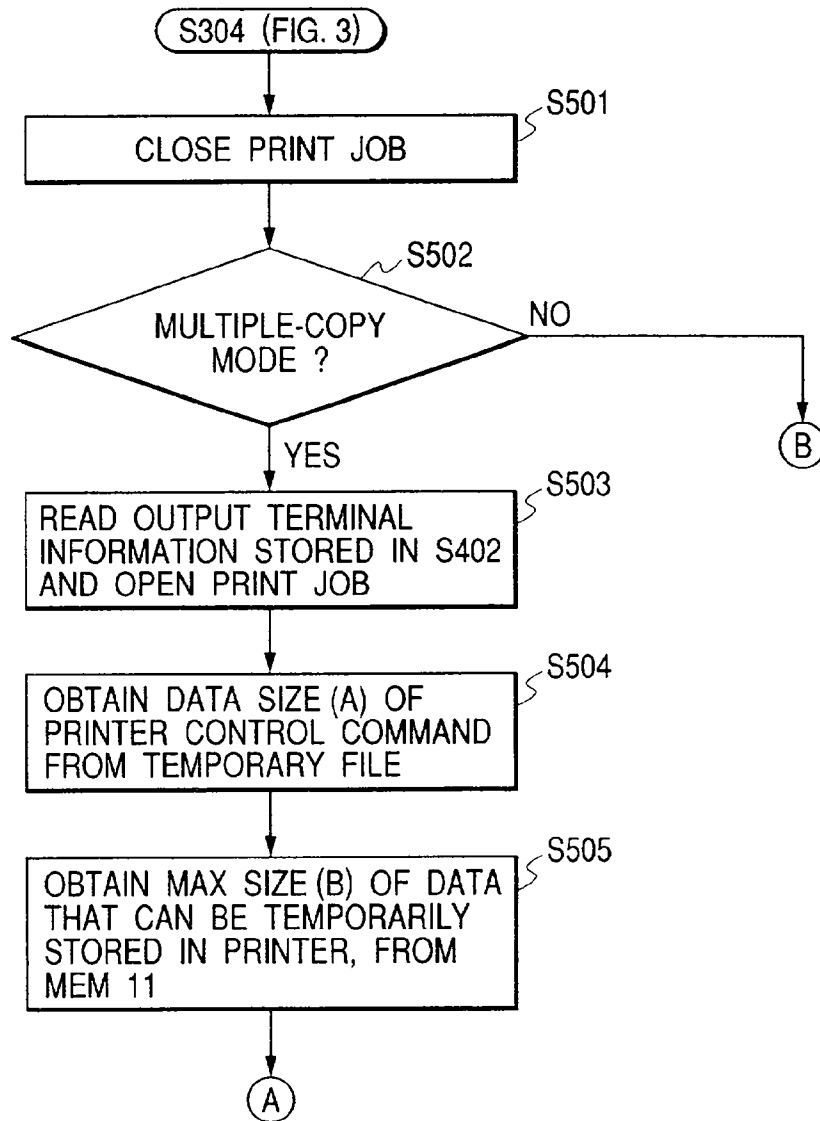 S304 (FIG. 3)
S501
CLOSE PRINT JOB
S502
MULTIPLE-COPY
MODE ?
NO
B
YES
S503
READ OUTPUT TERMINAL
INFORMATION STORED IN S402
AND OPEN PRINT JOB
S504
OBTAIN DATA SIZE (A) OF
PRINTER CONTROL COMMAND
FROM TEMPORARY FILE
S505
OBTAIN MAX SIZE (B) OF DATA
THAT CAN BE TEMPORARILY
STORED IN PRINTER, FROM
MEM 11
A